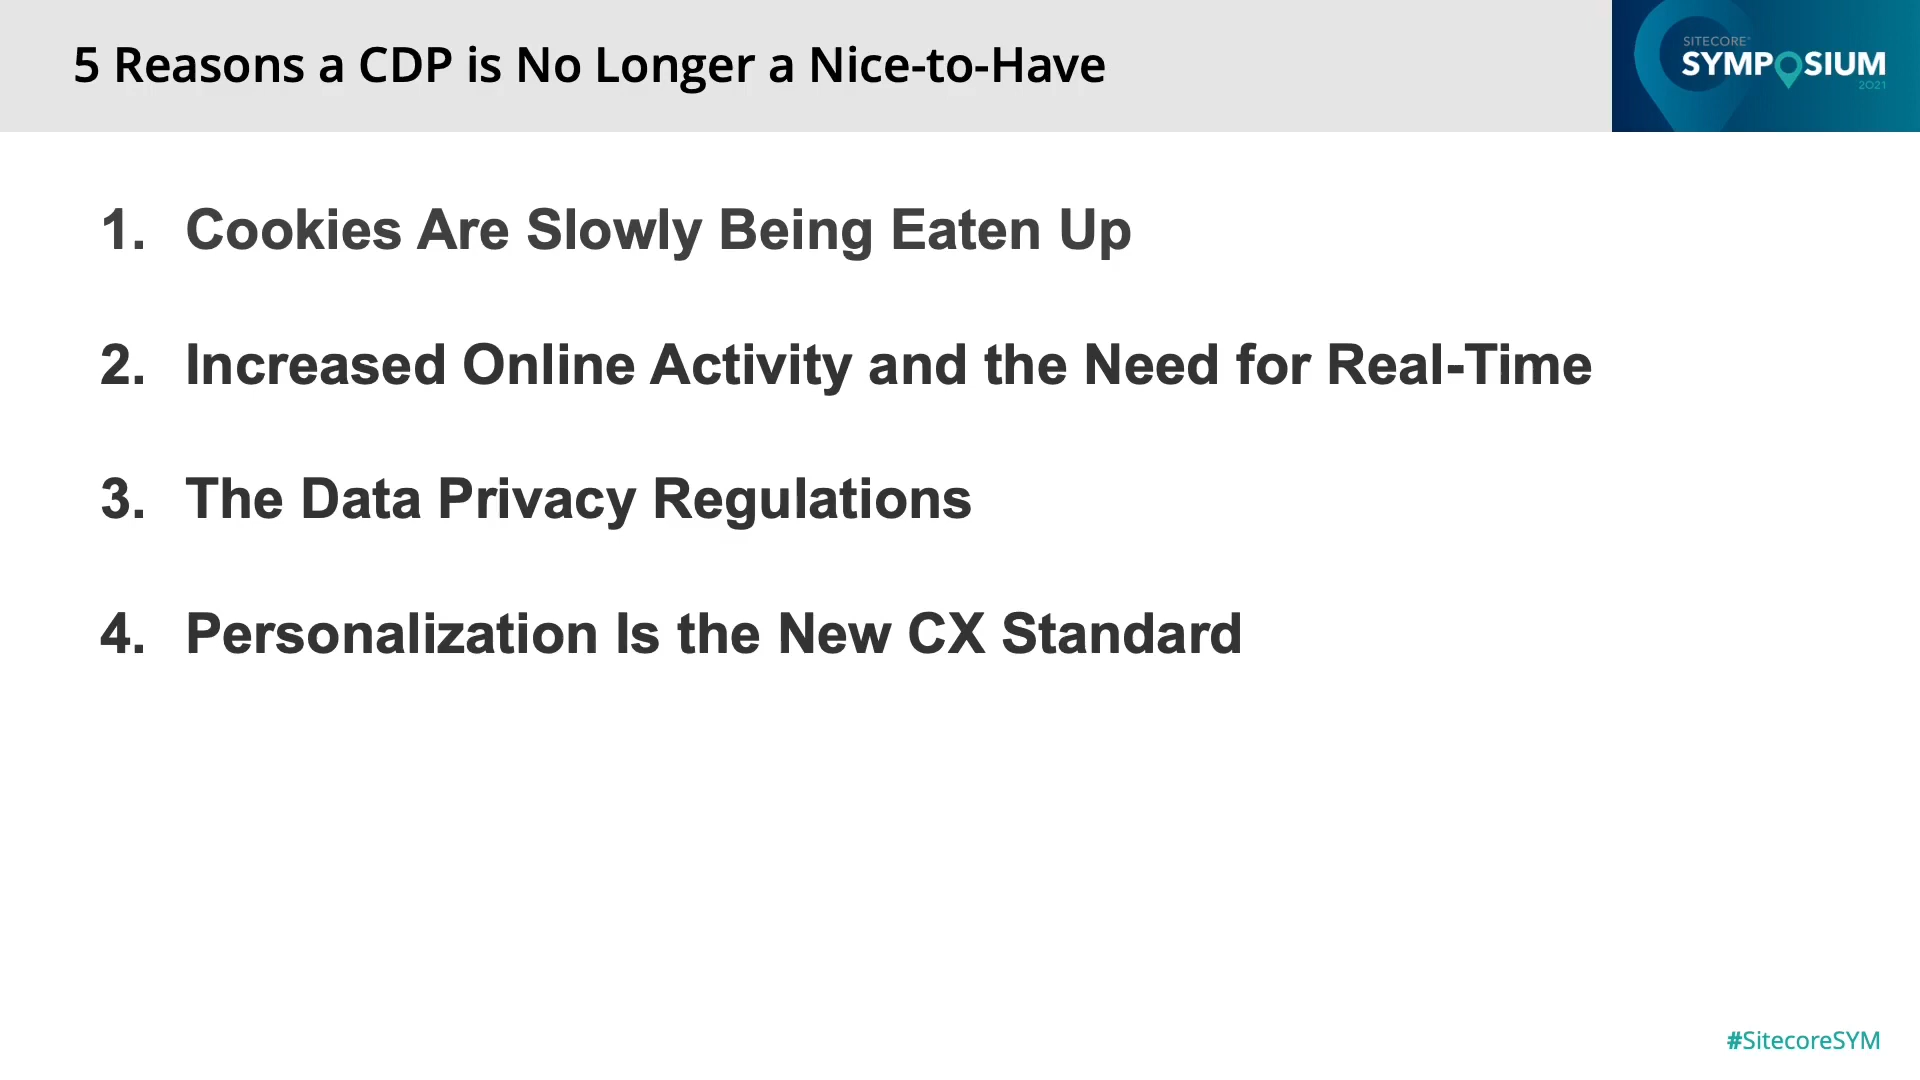 5 Reasons a CDP is No Longer a Nice-to-Have
SITECORE™
SYMPOSIUM
2021
1. Cookies Are Slowly Being Eaten Up
2. Increased Online Activity and the Need for Real-Time
3. The Data Privacy Regulations
4. Personalization Is the New CX Standard
#SitecoreSYM